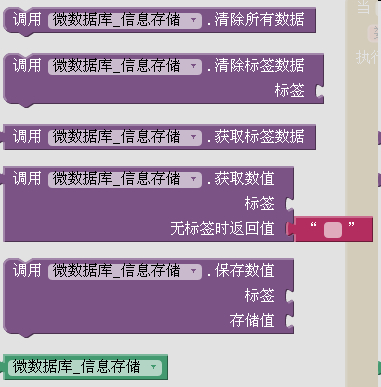 调用 微数据库_信息存储 .清除所有数据
调用 微数据库_信息存储 .清除标签数据
标签
调用 微数据库_信息存储 .获取标签数据
调用 微数据库_信息存储 .获取数值
标签
无标签时返回值 “ ”
调用 微数据库_信息存储 .保存数值
标签
存储值
微数据库_信息存储
当
执行